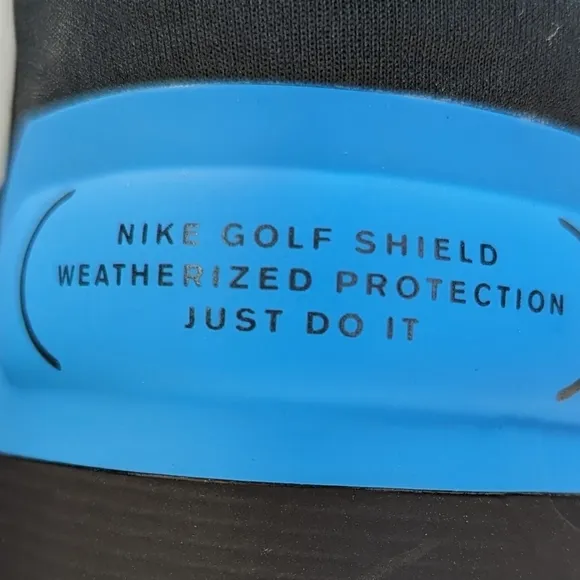 NIKE GOLF SHIELD
WEATHERIZED PROTECTION
JUST DO IT